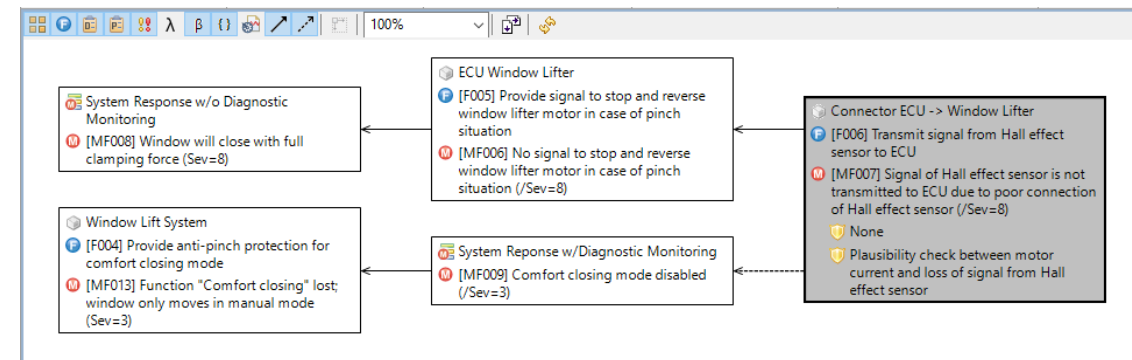 100%
System Response w/o Diagnostic
Monitoring
[MF008] Window will close with full
clamping force (Sev=8)
ECU Window Lifter
[F005] Provide signal to stop and reverse
window lifter motor in case of pinch
situation
[MF006] No signal to stop and reverse
window lifter motor in case of pinch
situation (/Sev=8)
Connector ECU -> Window Lifter
[F006] Transmit signal from Hall effect
sensor to ECU
[MF007] Signal of Hall effect sensor is not
transmitted to ECU due to poor connection
of Hall effect sensor (/Sev=8)
None
Plausibility check between motor
current and loss of signal from Hall
effect sensor
Window Lift System
[F004] Provide anti-pinch protection for
comfort closing mode
[MF013] Function "Comfort closing" lost;
window only moves in manual mode
(Sev=3)
System Reponse w/Diagnostic Monitoring
[MF009] Comfort closing mode disabled
(/Sev=3)